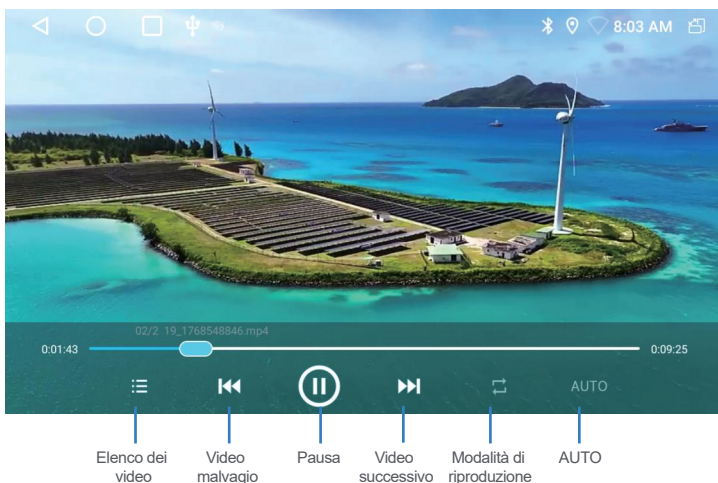 8:03 AM
02/2 19_1768548846.mp4
0:01:43
0:09:25
AUTO
Elenco dei
video
Video
malvagio
Pausa
Video
successivo
Modalità di
riproduzione
AUTO